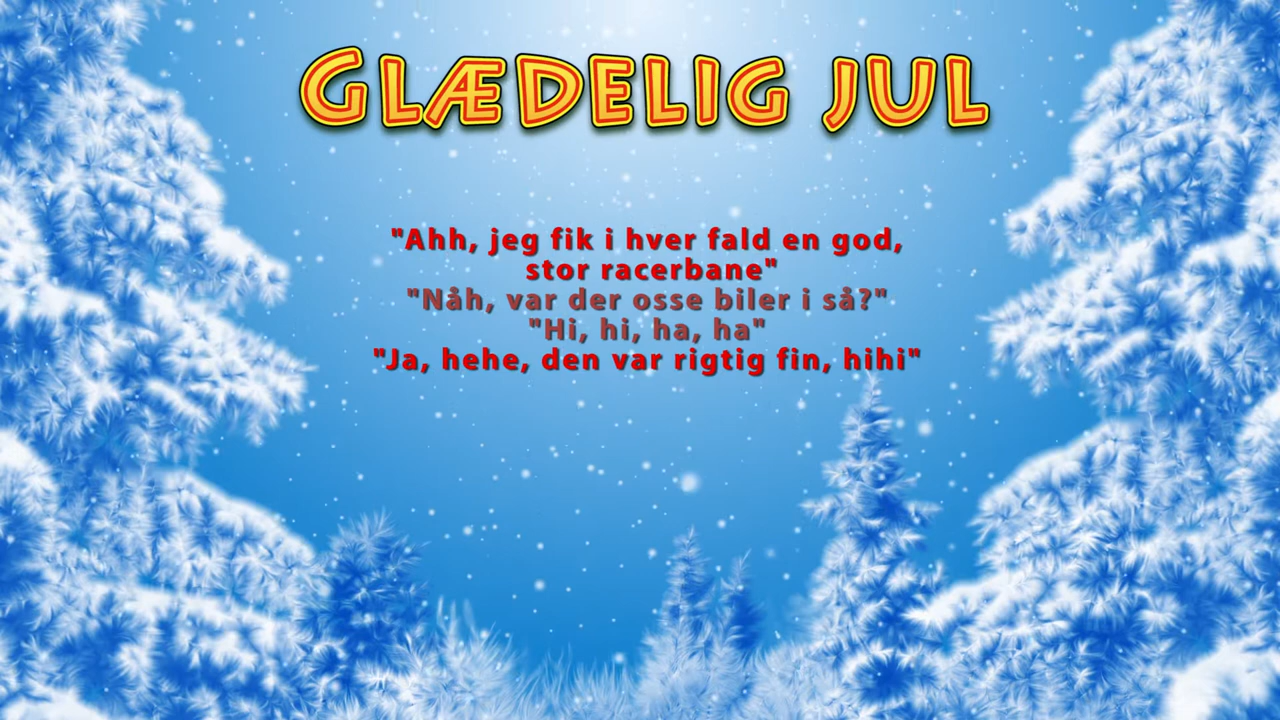 GLÆDELIG JUL
"Ahh, jeg fik i hver fald en god,
stor racerbane"
"Nåh, var der osse biler i så?"
"Hi, hi, ha, ha"
"Ja, hehe, den var rigtig fin, hihi"